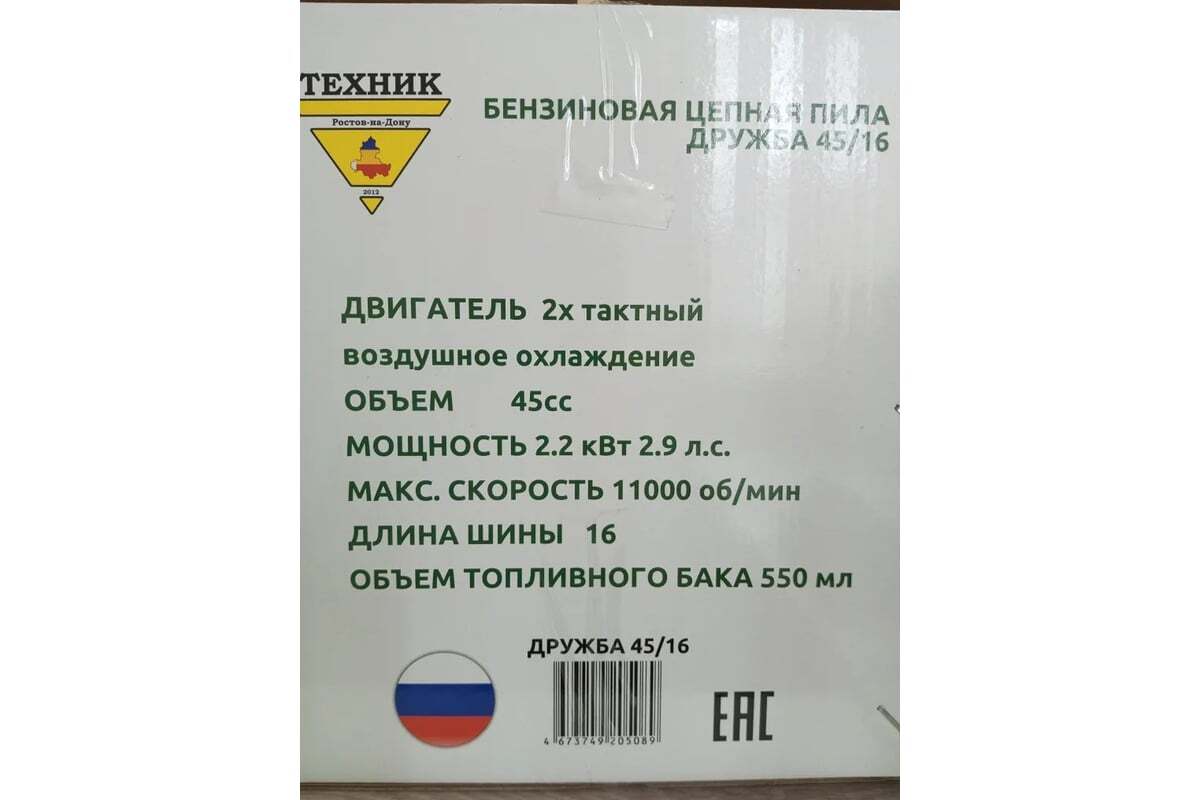 ТЕХНИК
Ростов-на-Дону
2012
БЕНЗИНОВАЯ ЦЕПНАЯ ПИЛА
ДРУЖБА 45/16
ДВИГАТЕЛЬ 2х тактный
воздушное охлаждение
ОБЪЕМ 45сс
МОЩНОСТЬ 2.2 кВт 2.9 л.с.
МАКС. СКОРОСТЬ 11000 об/мин
ДЛИНА ШИНЫ 16
ОБЪЕМ ТОПЛИВНОГО БАКА 550 мл
ДРУЖБА 45/16
4 673749 205089
EAC